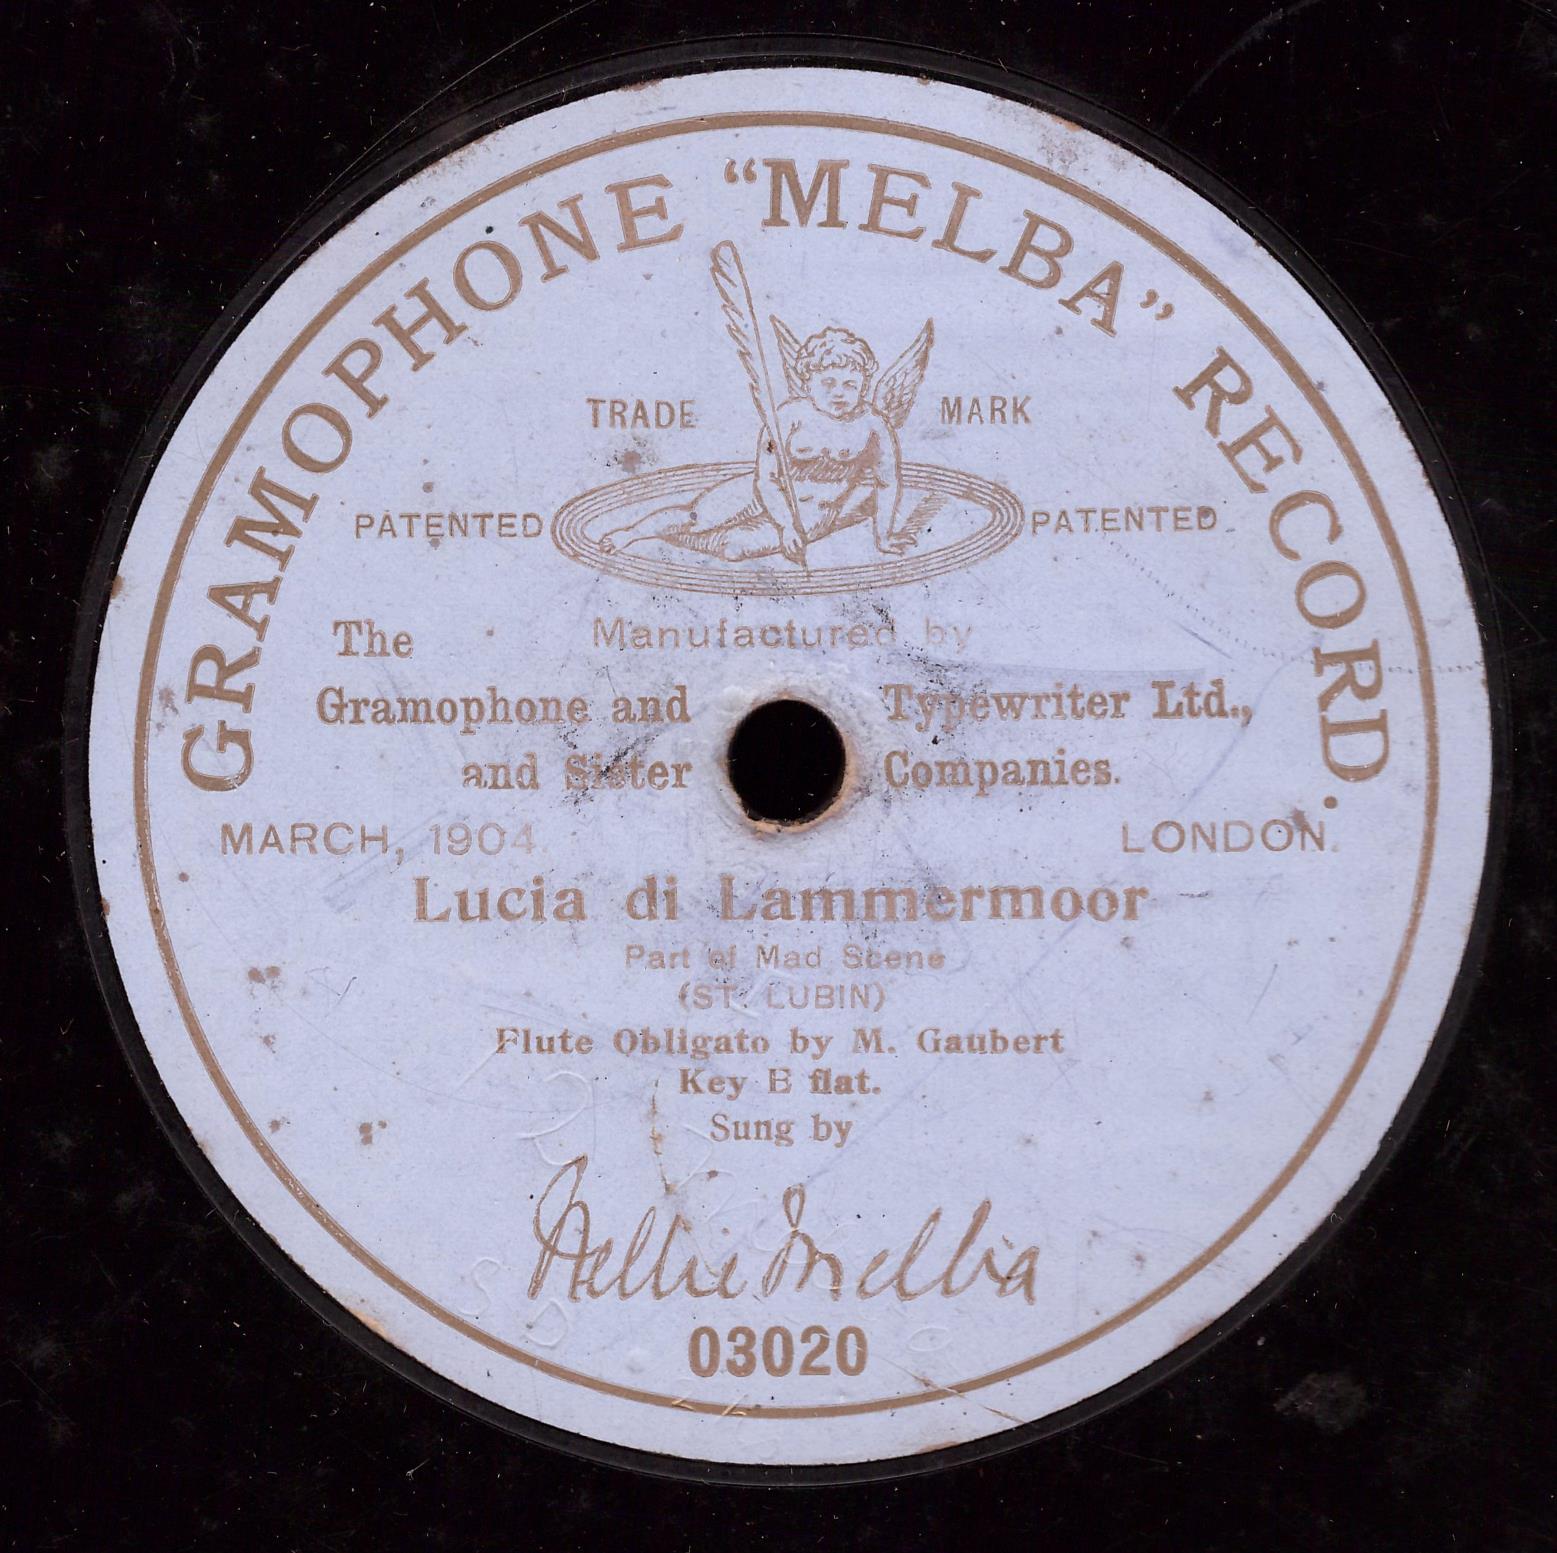 GRAMOPHONE “MELBA” RECORD.
TRADE MARK
PATENTED PATENTED
Manufactured by
The
Gramophone and Typewriter Ltd.,
and Sister Companies.
MARCH, 1904. LONDON.
Lucia di Lammermoor
Part of Mad Scene
(ST. LUBIN)
Flute Obligato by M. Gaubert
Key E flat.
Sung by
Nellie Melba
03020